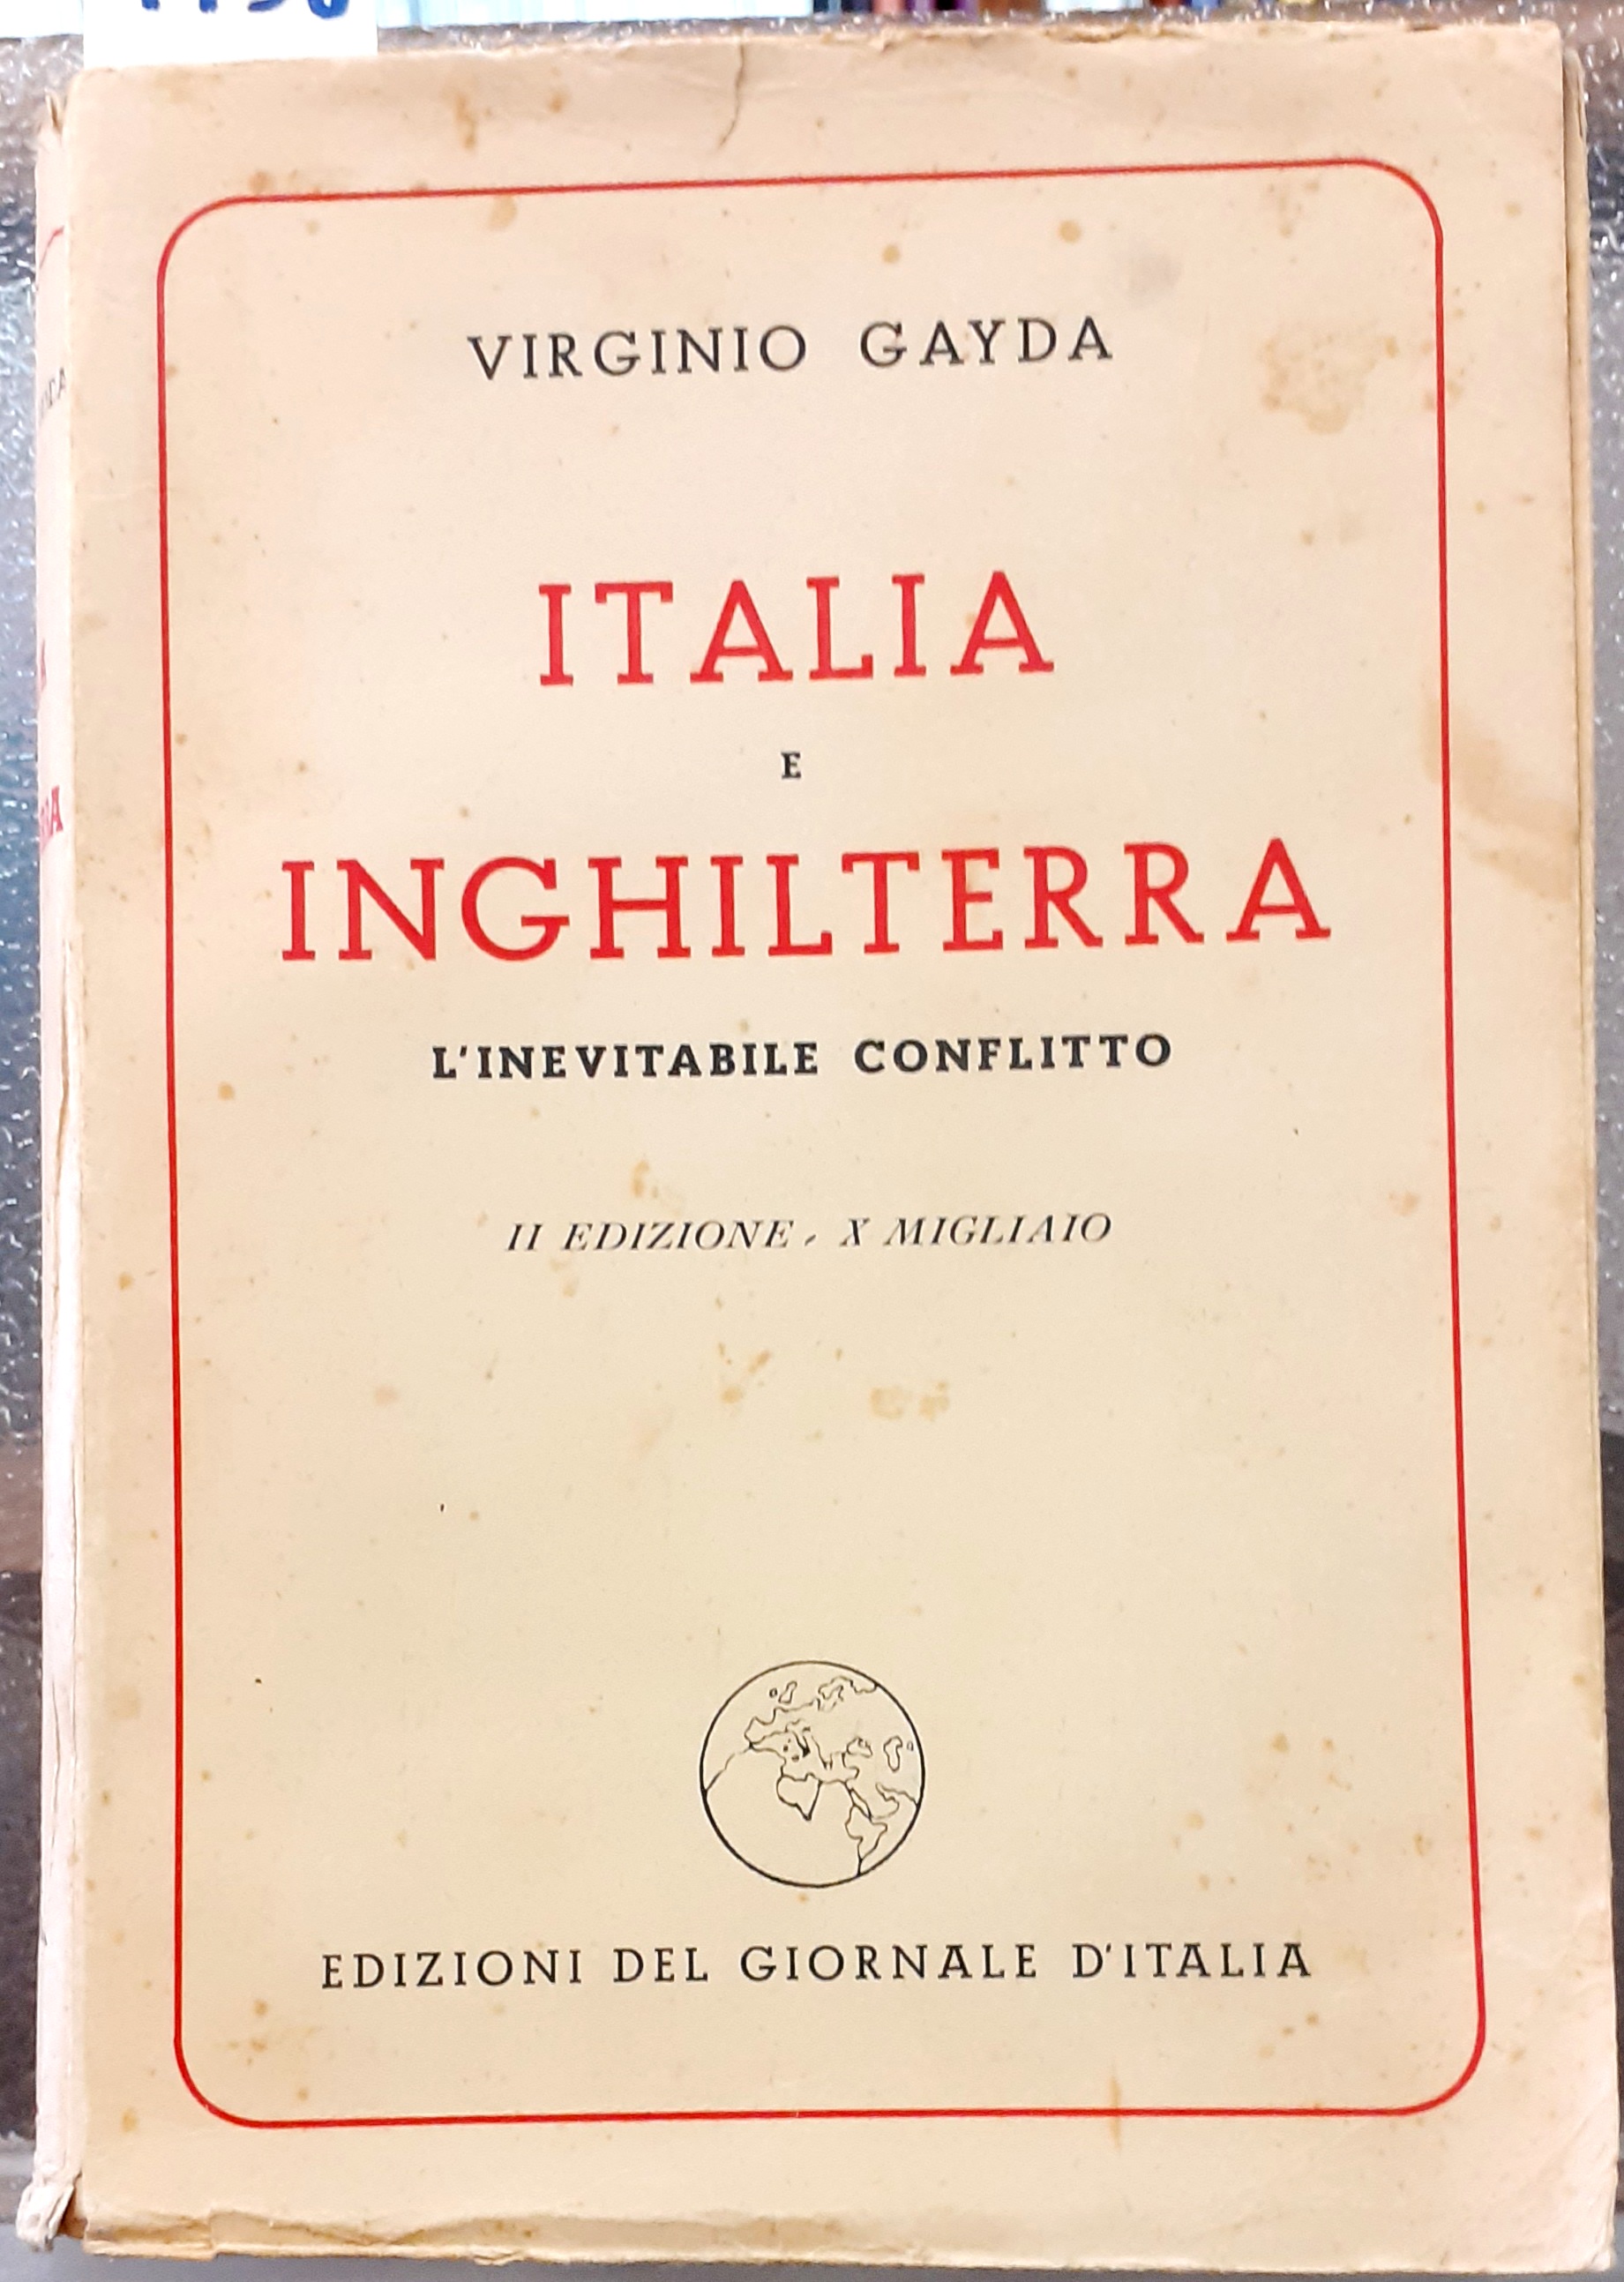 VIRGINIO GAYDA
ITALIA
E
INGHILTERRA
L'INEVITABILE CONFLITTO
II EDIZIONE, X MIGLIAIO
EDIZIONI DEL GIORNALE D'ITALIA